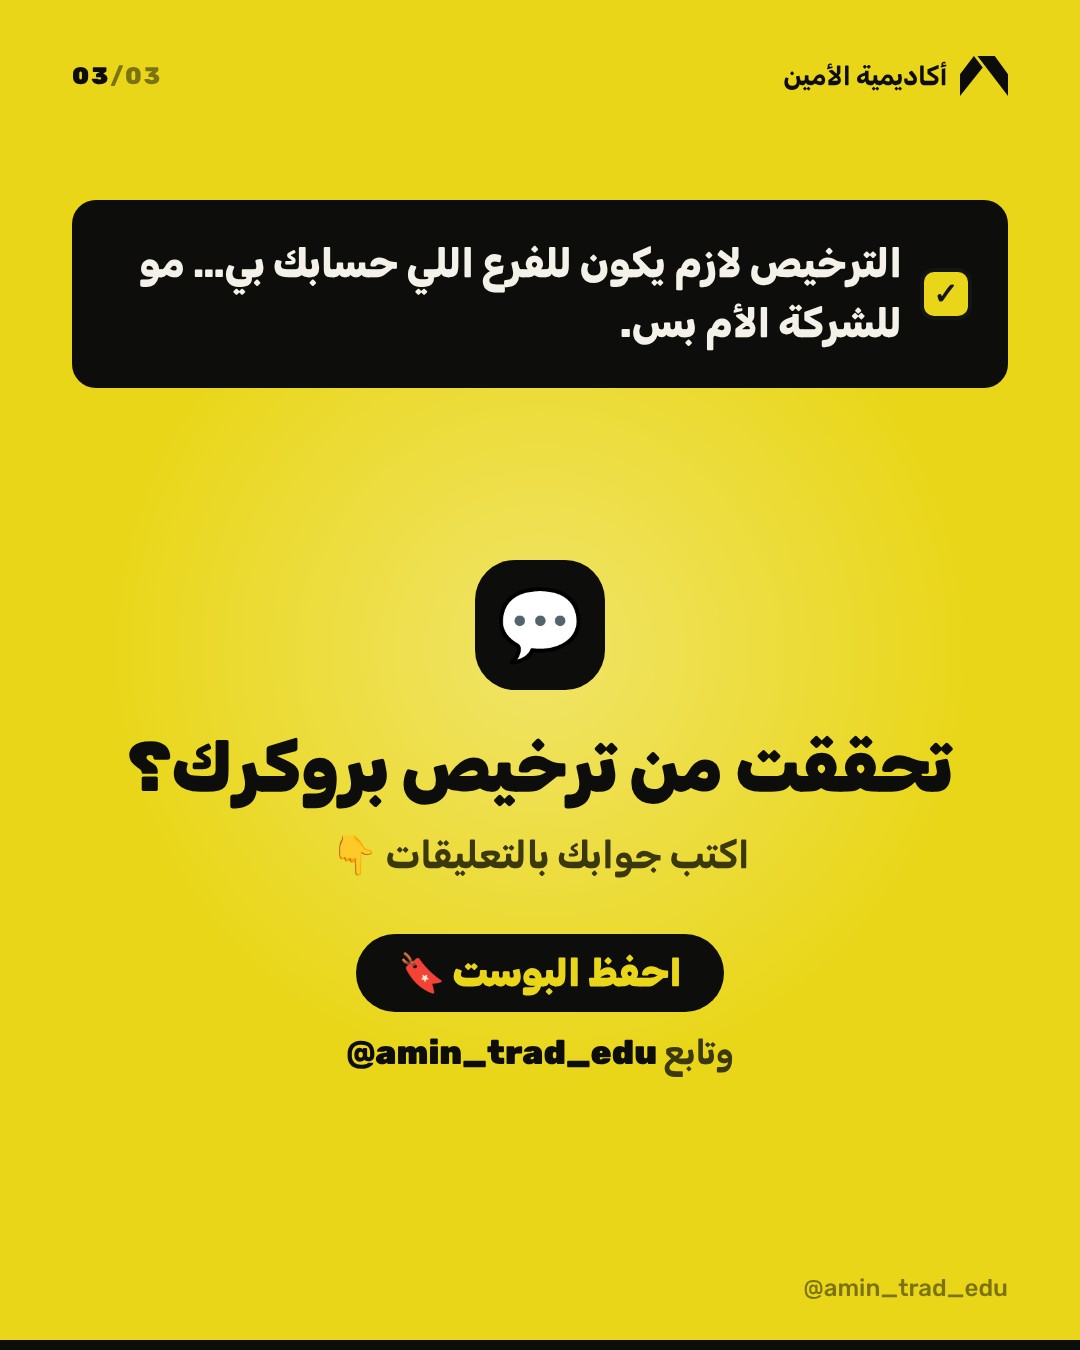 أكاديمية الأمين
03/03
الترخيص لازم يكون للفرع اللي حسابك بي... مو
للشركة الأم بس.
تحققت من ترخيص بروكرك؟
اكتب جوابك بالتعليقات 👇
احفظ البوست 🔖
وتابع @amin_trad_edu
@amin_trad_edu